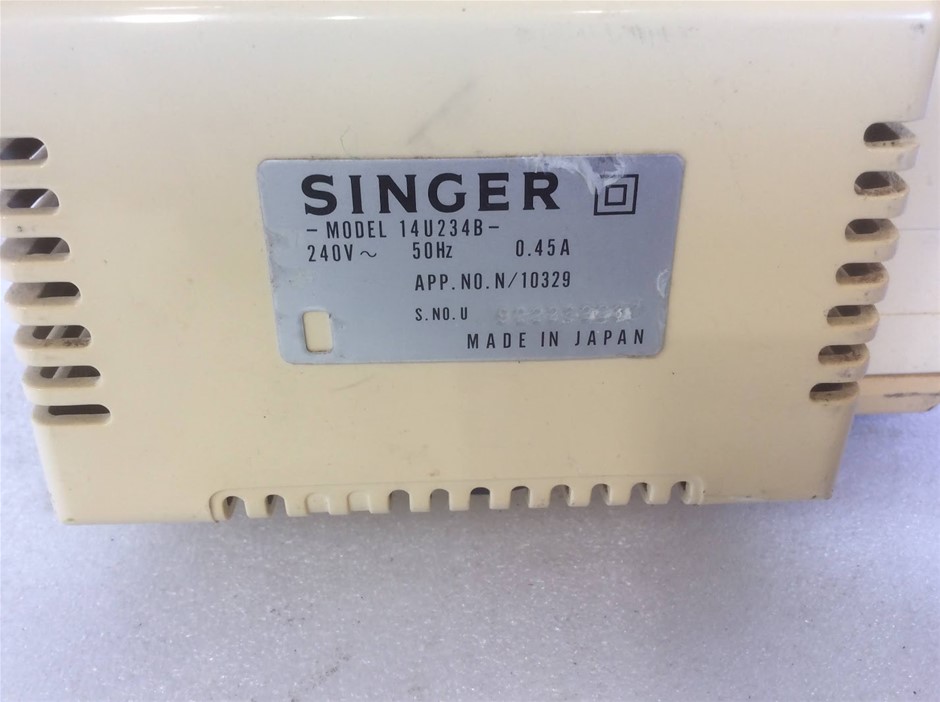 SINGER
- MODEL 14U234B -
240V ~ 50Hz 0.45A
APP. NO. N/10329
S. NO. U
MADE IN JAPAN